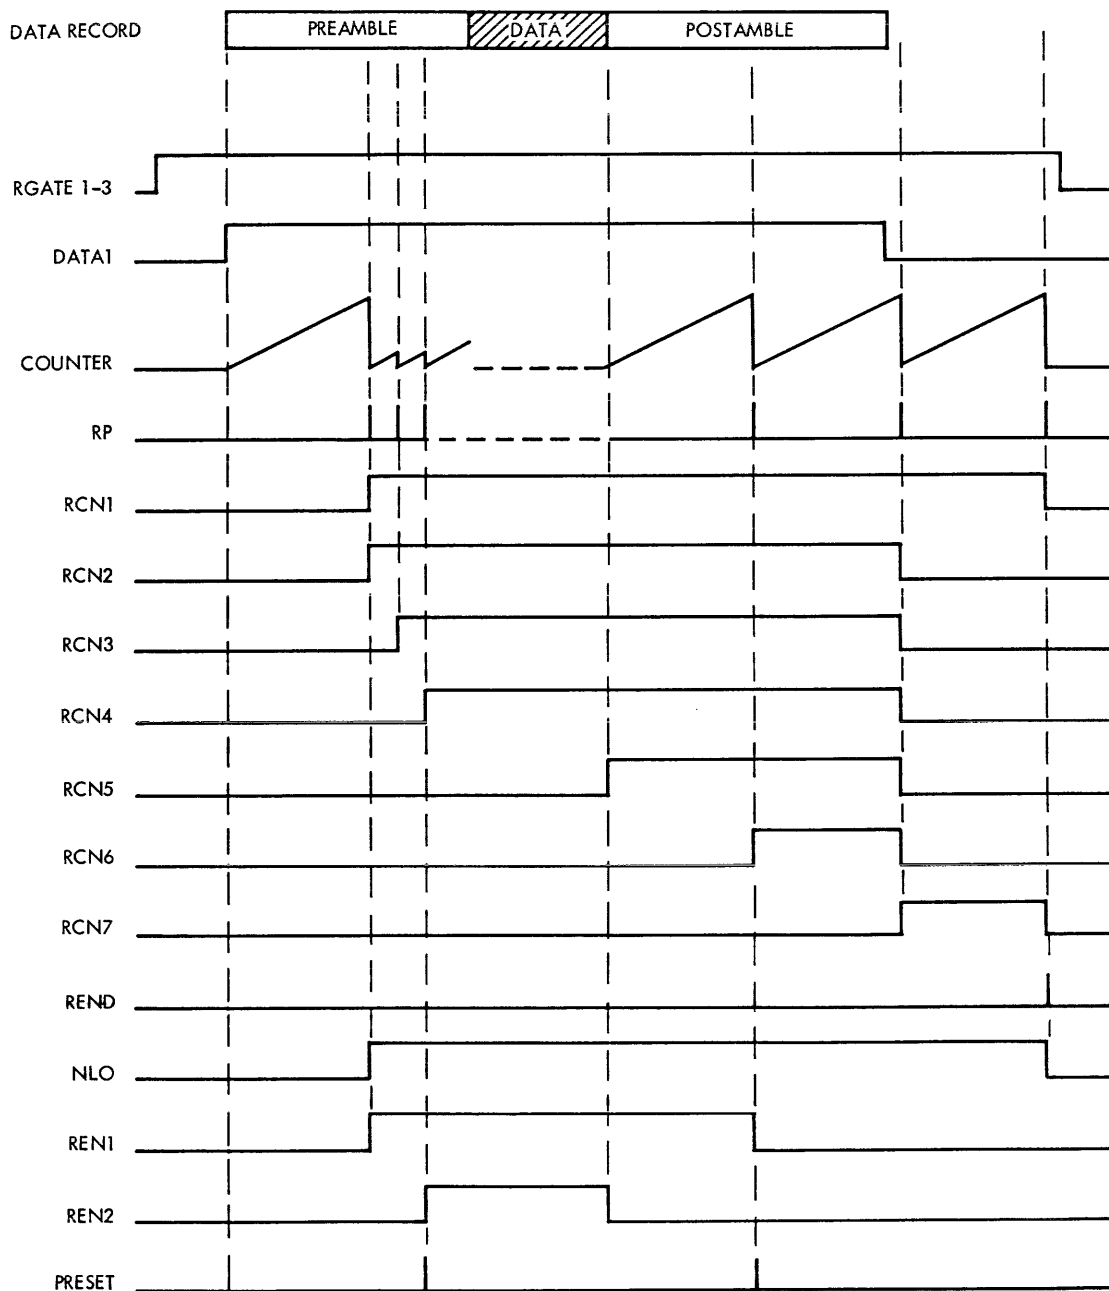 DATA RECORD PREAMBLE DATA POSTAMBLE
RGATE 1-3
DATA1
COUNTER
RP
RCN1
RCN2
RCN3
RCN4
RCN5
RCN6
RCN7
REND
NLO
REN1
REN2
PRESET